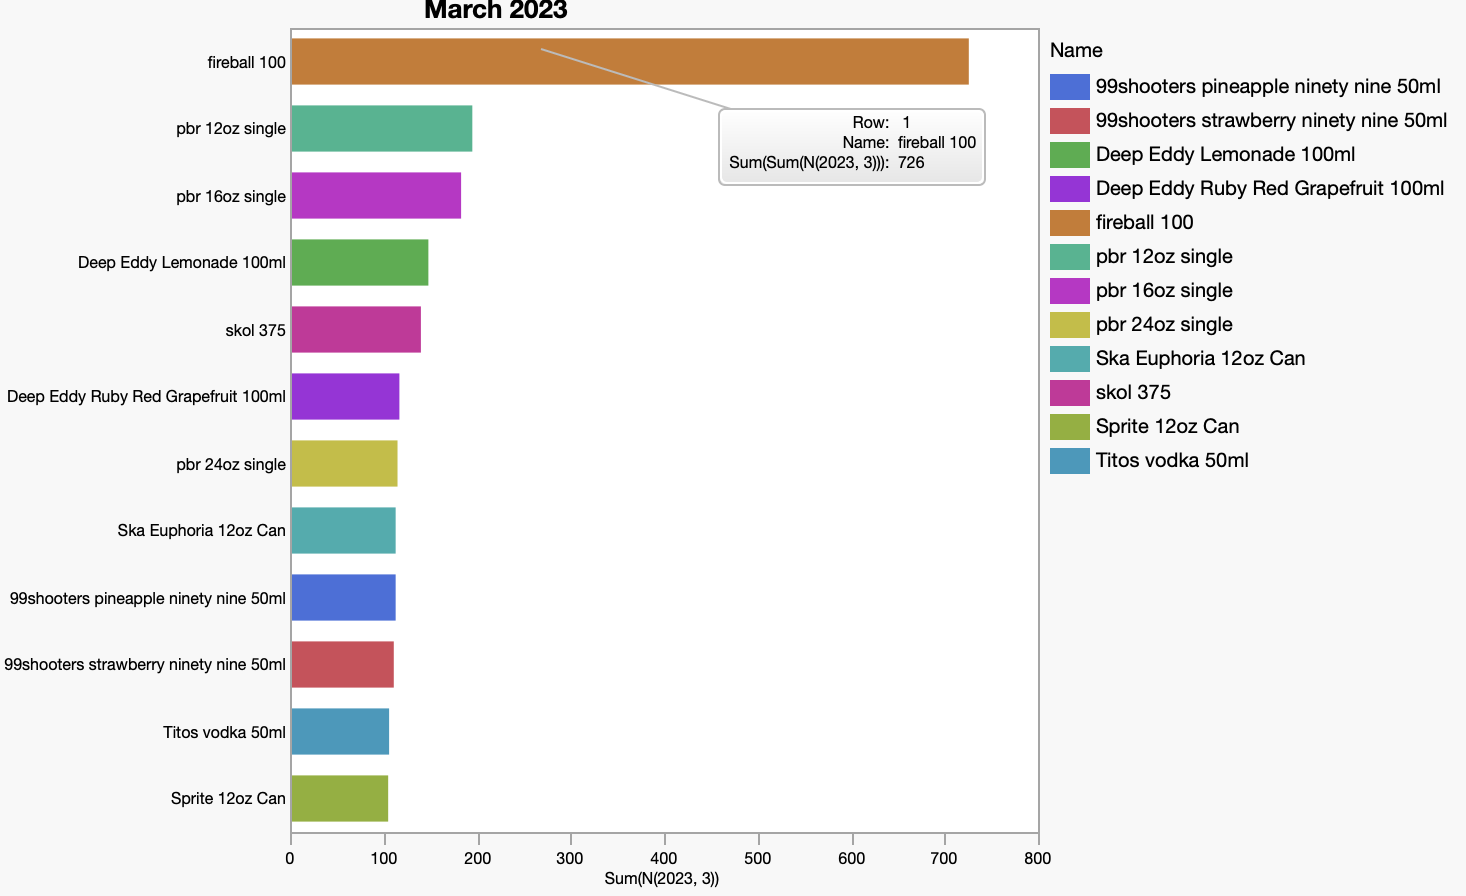 March 2023
fireball 100
pbr 12oz single
pbr 16oz single
Deep Eddy Lemonade 100ml
skol 375
Deep Eddy Ruby Red Grapefruit 100ml
pbr 24oz single
Ska Euphoria 12oz Can
99shooters pineapple ninety nine 50ml
99shooters strawberry ninety nine 50ml
Titos vodka 50ml
Sprite 12oz Can
Row: 1
Name: fireball 100
Sum(Sum(N(2023, 3))): 726
0 100 200 300 400 500 600 700 800
Sum(N(2023, 3))
Name
99shooters pineapple ninety nine 50ml
99shooters strawberry ninety nine 50ml
Deep Eddy Lemonade 100ml
Deep Eddy Ruby Red Grapefruit 100ml
fireball 100
pbr 12oz single
pbr 16oz single
pbr 24oz single
Ska Euphoria 12oz Can
skol 375
Sprite 12oz Can
Titos vodka 50ml